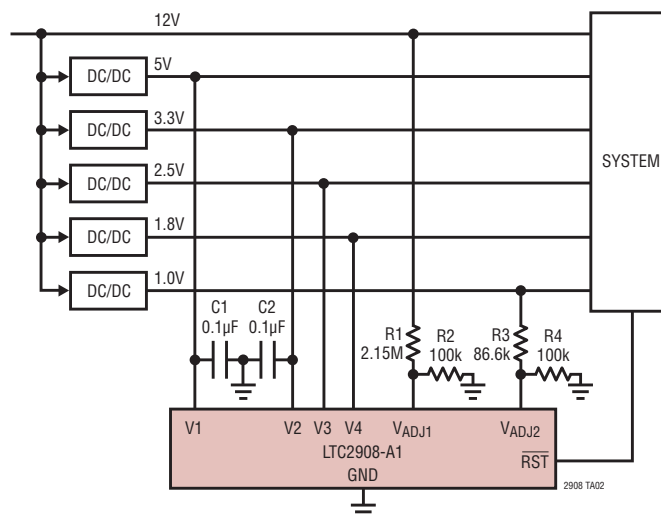 12V
5V
DC/DC
3.3V
DC/DC
2.5V
DC/DC
SYSTEM
1.8V
DC/DC
1.0V
DC/DC
C1
0.1µF
C2
0.1µF
R1
2.15M
R2
100k
R3
86.6k
R4
100k
V1
V2
V3
V4
VADJ1
VADJ2
LTC2908-A1
RST
GND
2908 TA02